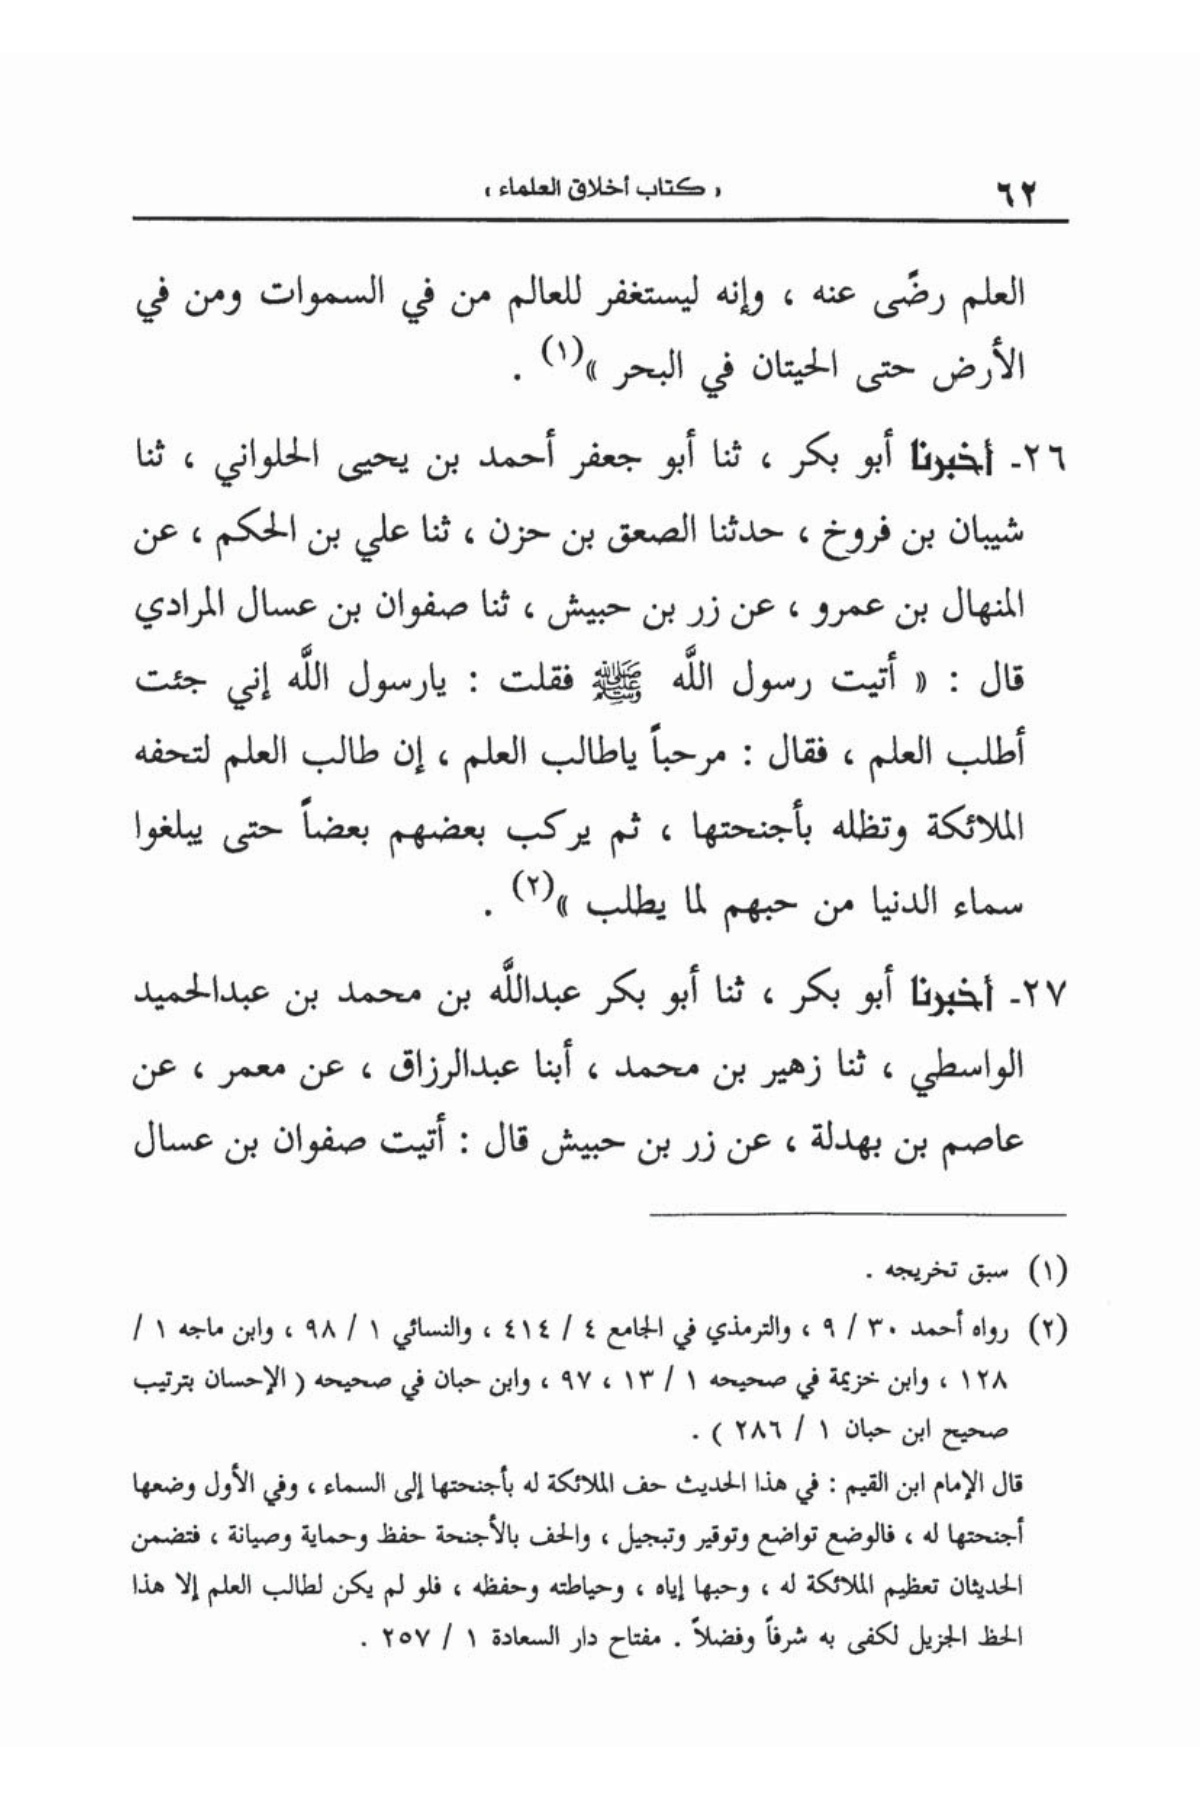 ٦٢
« كتاب أخلاق العلماء »
العلم رضًى عنه ، وإنه ليستغفر للعالم من في السموات ومن في
الأرض حتى الحيتان في البحر »(١) .
٢٦- أخبرنا أبو بكر ، ثنا أبو جعفر أحمد بن يحيى الحلواني ، ثنا
شيبان بن فروخ ، حدثنا الصعق بن حزن ، ثنا علي بن الحكم ، عن
المنهال بن عمرو ، عن زر بن حبيش ، ثنا صفوان بن عسال المرادي
قال : « أتيت رسول اللَّه ﷺ فقلت : يارسول اللَّه إني جئت
أطلب العلم ، فقال : مرحباً ياطالب العلم ، إن طالب العلم لتحفه
الملائكة وتظله بأجنحتها ، ثم يركب بعضهم بعضاً حتى يبلغوا
سماء الدنيا من حبهم لما يطلب »(٢) .
٢٧- أخبرنا أبو بكر ، ثنا أبو بكر عبداللَّه بن محمد بن عبدالحميد
الواسطي ، ثنا زهير بن محمد ، أبنا عبدالرزاق ، عن معمر ، عن
عاصم بن بهدلة ، عن زر بن حبيش قال : أتيت صفوان بن عسال
(١) سبق تخريجه .
(٢) رواه أحمد ٣٠ / ٩ ، والترمذي في الجامع ٤ / ٤١٤ ، والنسائي ١ / ٩٨ ، وابن ماجه ١ /
١٢٨ ، وابن خزيمة في صحيحه ١ / ١٣ ، ٩٧ ، وابن حبان في صحيحه ( الإحسان بترتيب
صحيح ابن حبان ١ / ٢٨٦ ) .
قال الإمام ابن القيم : في هذا الحديث حف الملائكة له بأجنحتها إلى السماء ، وفي الأول وضعها
أجنحتها له ، فالوضع تواضع وتوقير وتبجيل ، والحف بالأجنحة حفظ وحماية وصيانة ، فتضمن
الحديثان تعظيم الملائكة له ، وحبها إياه ، وحياطته وحفظه ، فلو لم يكن لطالب العلم إلا هذا
الحظ الجزيل لكفى به شرفاً وفضلاً . مفتاح دار السعادة ١ / ٢٥٧ .